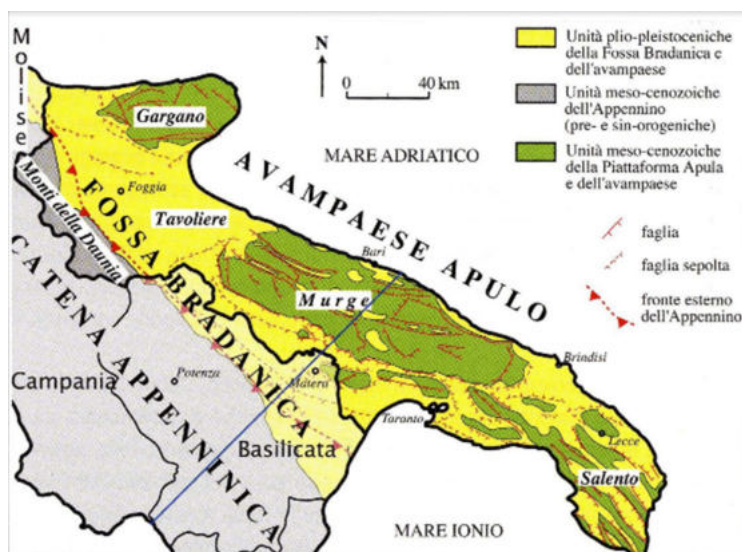 Molise
Gargano
N
0 40 km
MARE ADRIATICO
Unità plio-pleistoceniche
della Fossa Bradanica e
dell'avampaese
Unità meso-cenozoiche
dell'Appennino
(pre- e sin-orogeniche)
Unità meso-cenozoiche
della Piattaforma Apula
e dell'avampaese
faglia
faglia sepolta
fronte esterno
dell'Appennino
Foggia
Monti della Daunia
FOSSA BRADANICA
Tavoliere
AVAMPAESE APULO
Bari
Murge
CATENA APPENNINICA
Campania
Potenza
Matera
Basilicata
Taranto
Brindisi
Lecce
Salento
MARE IONIO